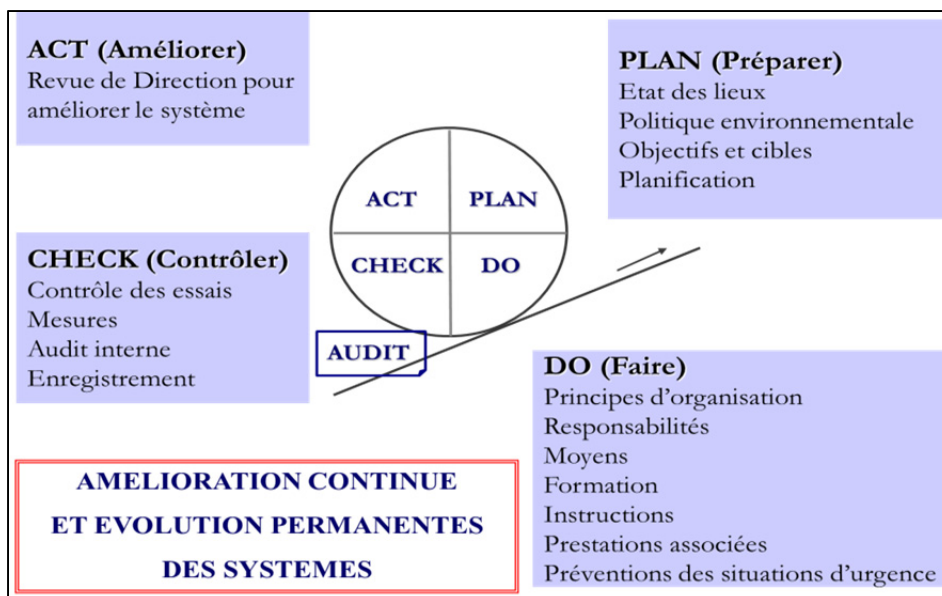 ACT (Améliorer)
Revue de Direction pour
améliorer le système
PLAN (Préparer)
Etat des lieux
Politique environnementale
Objectifs et cibles
Planification
ACT
PLAN
CHECK
DO
CHECK (Contrôler)
Contrôle des essais
Mesures
Audit interne
Enregistrement
AUDIT
DO (Faire)
Principes d’organisation
Responsabilités
Moyens
Formation
Instructions
Prestations associées
Préventions des situations d’urgence
AMELIORATION CONTINUE
ET EVOLUTION PERMANENTES
DES SYSTEMES